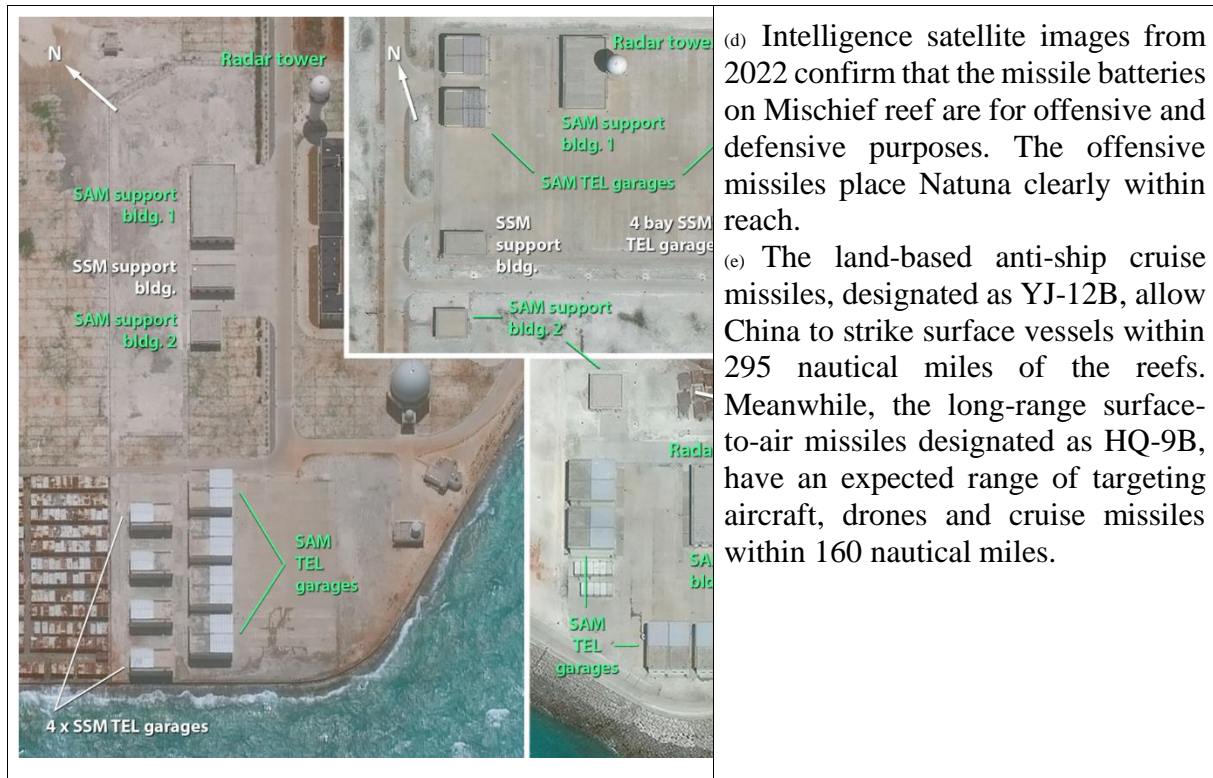 N
Radar tower
SAM support
bldg. 1
SSM support
bldg.
SAM support
bldg. 2
SAM
TEL
garages
4 x SSM TEL garages
N
Radar tower
SAM support
bldg. 1
SAM TEL garages
SSM
support
bldg.
4 bay SSM
TEL garage
SAM support
bldg. 2
Rada
SA
bld
SAM
TEL
garages
(d) Intelligence satellite images from
2022 confirm that the missile batteries
on Mischief reef are for offensive and
defensive purposes. The offensive
missiles place Natuna clearly within
reach.
(e) The land-based anti-ship cruise
missiles, designated as YJ-12B, allow
China to strike surface vessels within
295 nautical miles of the reefs.
Meanwhile, the long-range surface-
to-air missiles designated as HQ-9B,
have an expected range of targeting
aircraft, drones and cruise missiles
within 160 nautical miles.